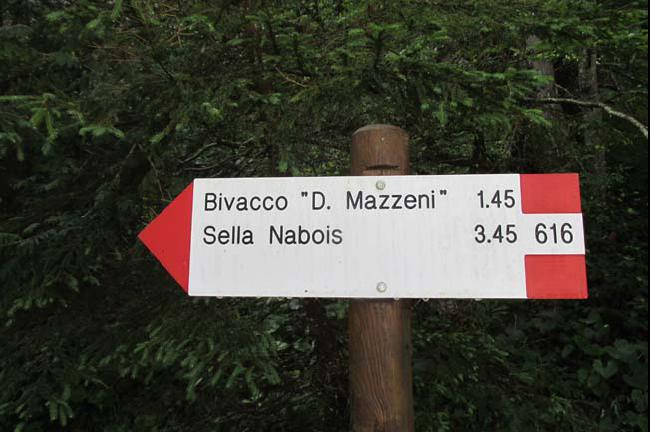 Bivacco "D. Mazzeni" 1.45
Sella Nabois 3.45 616